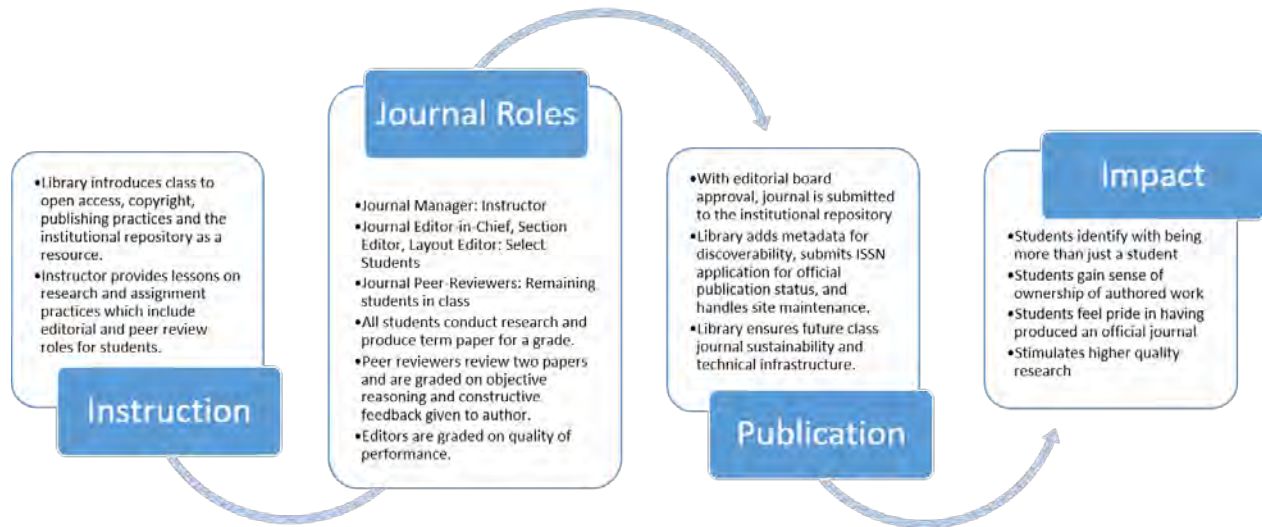 •Library introduces class to
open access, copyright,
publishing practices and the
institutional repository as a
resource.
•Instructor provides lessons on
research and assignment
practices which include
editorial and peer review
roles for students.
Instruction
Journal Roles
•Journal Manager: Instructor
•Journal Editor-in-Chief, Section
Editor, Layout Editor: Select
Students
•Journal Peer-Reviewers: Remaining
students in class
•All students conduct research and
produce term paper for a grade.
•Peer reviewers review two papers
and are graded on objective
reasoning and constructive
feedback given to author.
•Editors are graded on quality of
performance.
•With editorial board
approval, journal is submitted
to the institutional repository
•Library adds metadata for
discoverability, submits ISSN
application for official
publication status, and
handles site maintenance.
•Library ensures future class
journal sustainability and
technical infrastructure.
Publication
Impact
•Students identify with being
more than just a student
•Students gain sense of
ownership of authored work
•Students feel pride in having
produced an official journal
•Stimulates higher quality
research